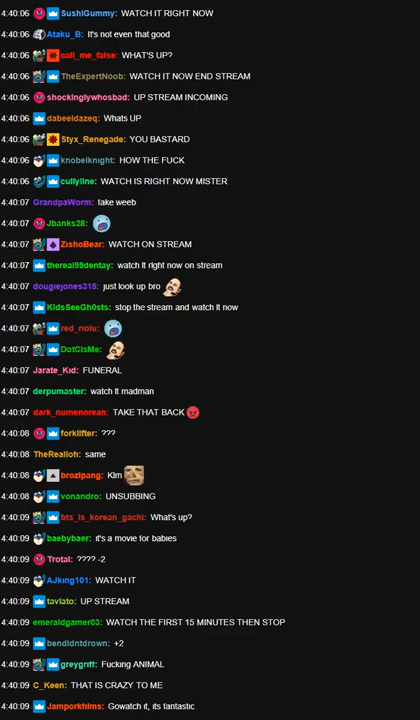 4:40:06 SushiGummy: WATCH IT RIGHT NOW
4:40:06 Ataku_B: It's not even that good
4:40:06 call_me_false: WHAT'S UP?
4:40:06 TheExpertNoob: WATCH IT NOW END STREAM
4:40:06 shockinglywhosbad: UP STREAM INCOMING
4:40:06 dabeeldazeq: Whats UP
4:40:06 Styx_Renegade: YOU BASTARD
4:40:06 knobelknight: HOW THE FUCK
4:40:06 cullyline: WATCH IS RIGHT NOW MISTER
4:40:07 GrandpaWorm: fake weeb
4:40:07 Jbanks28:
4:40:07 ZishoBear: WATCH ON STREAM
4:40:07 thereal99dentay: watch it right now on stream
4:40:07 dougiejones315: just look up bro
4:40:07 KidsSeeGh0sts: stop the stream and watch it now
4:40:07 red_riolu:
4:40:07 DotCisMe:
4:40:07 Jarate_Kid: FUNERAL
4:40:07 derpumaster: watch it madman
4:40:07 dark_numenorean: TAKE THAT BACK
4:40:08 forklifter: ???
4:40:08 TheReallofi: same
4:40:08 brozipang: Kim
4:40:08 vonandro: UNSUBBING
4:40:09 bts_is_korean_gachi: What's up?
4:40:09 baebybaer: it's a movie for babies
4:40:09 Trotal: ???? -2
4:40:09 AJking101: WATCH IT
4:40:09 taviato: UP STREAM
4:40:09 emeraldgamer03: WATCH THE FIRST 15 MINUTES THEN STOP
4:40:09 bendidntdrown: +2
4:40:09 greygriff: Fucking ANIMAL
4:40:09 C_Keen: THAT IS CRAZY TO ME
4:40:09 Jamporkfilms: Gowatch it, its fantastic